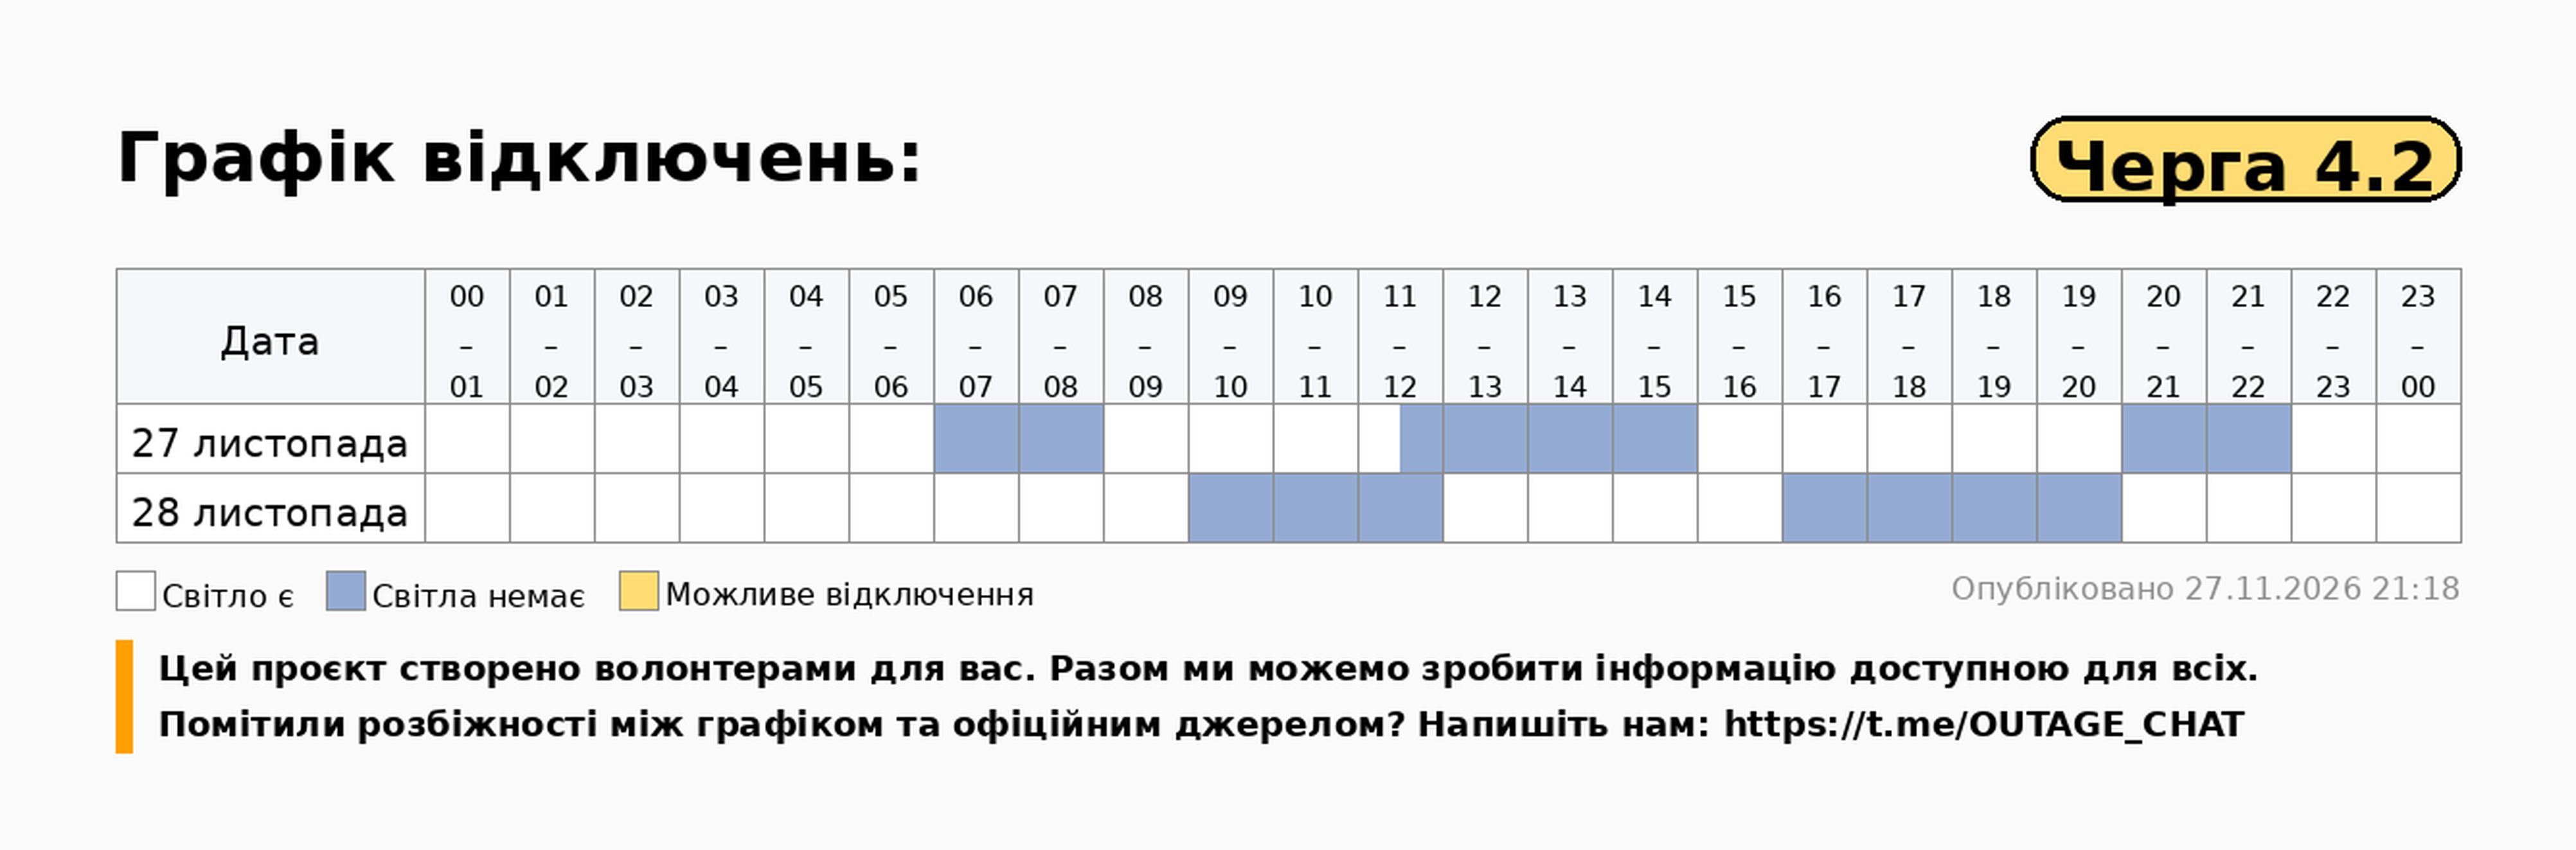 Графік відключень:
Черга 4.2
Дата
00 – 01
01 – 02
02 – 03
03 – 04
04 – 05
05 – 06
06 – 07
07 – 08
08 – 09
09 – 10
10 – 11
11 – 12
12 – 13
13 – 14
14 – 15
15 – 16
16 – 17
17 – 18
18 – 19
19 – 20
20 – 21
21 – 22
22 – 23
23 – 00
27 листопада
28 листопада
Світло є
Світла немає
Можливе відключення
Опубліковано 27.11.2026 21:18
Цей проєкт створено волонтерами для вас. Разом ми можемо зробити інформацію доступною для всіх.
Помітили розбіжності між графіком та офіційним джерелом? Напишіть нам: https://t.me/OUTAGE_CHAT